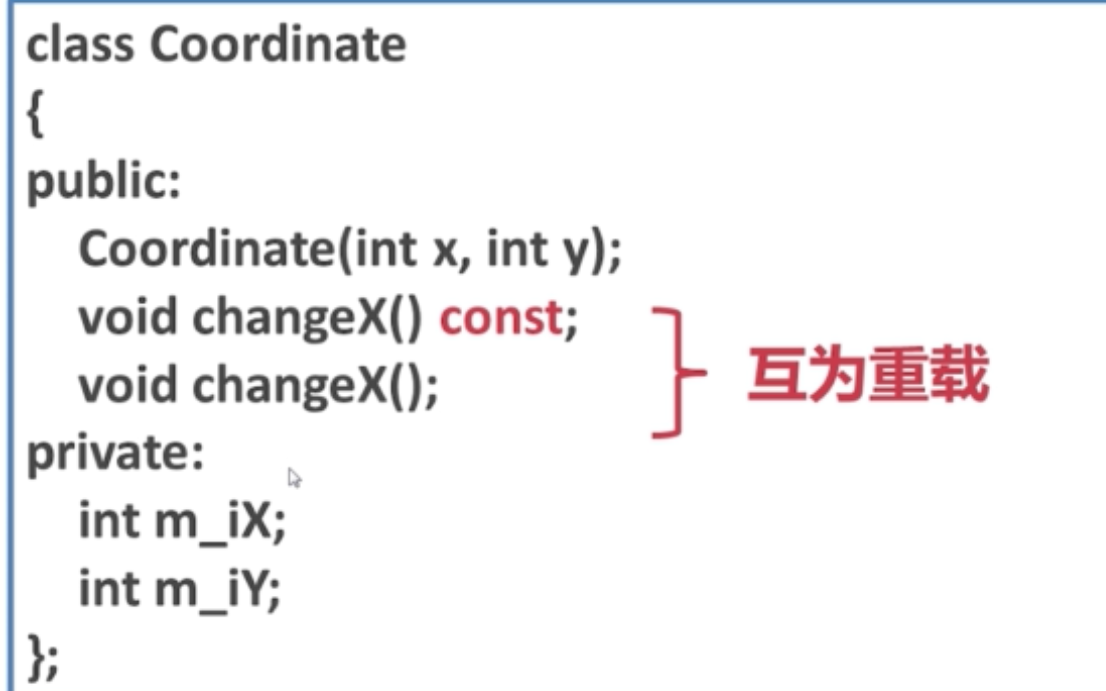 class Coordinate
{
public:
Coordinate(int x, int y);
void changeX() const;
void changeX();
互为重载
private:
int m_iX;
int m_iY;
};